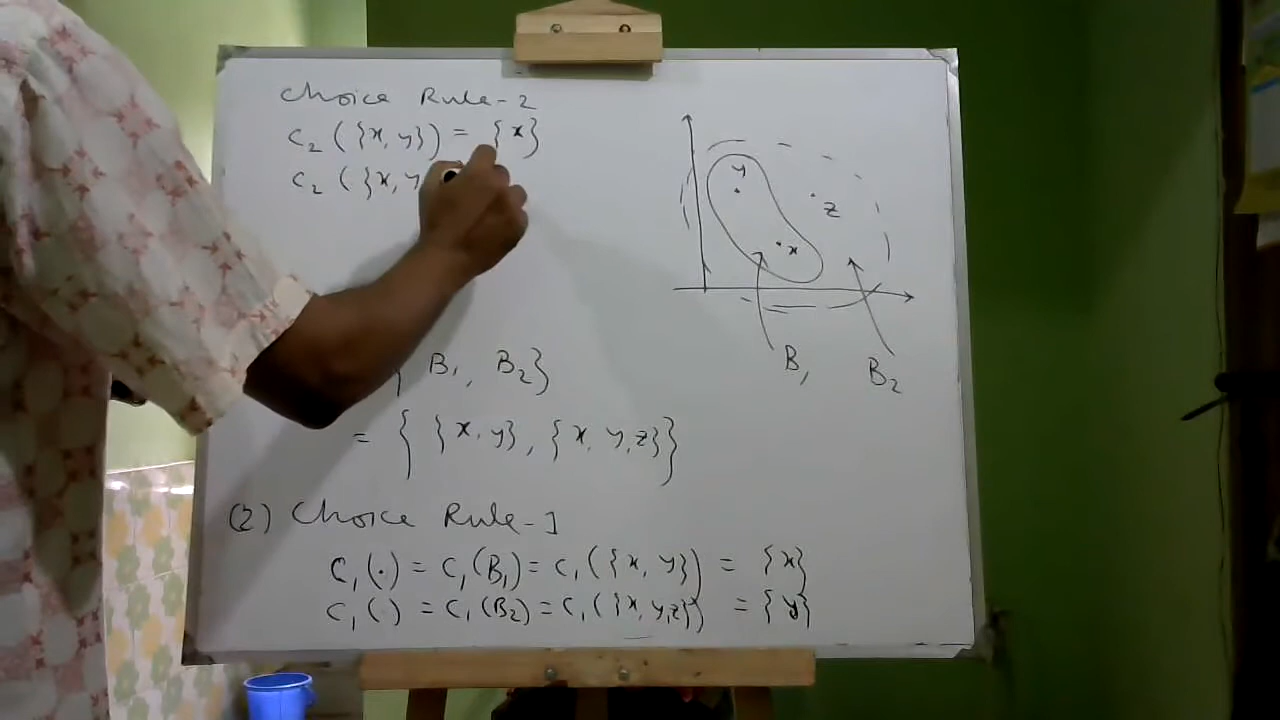 Choice Rule-2
C₂ ({x, y}) = {x}
C₂ ({x, y
{ B₁, B₂}
= { {x, y}, {x, y, z}}
(2) Choice Rule-1
C₁(.) = C₁(B₁) = C₁({x, y}) = {x}
C₁( ) = C₁(B₂) = C₁({x, y, z}) = {y}
y
z
x
B₁
B₂